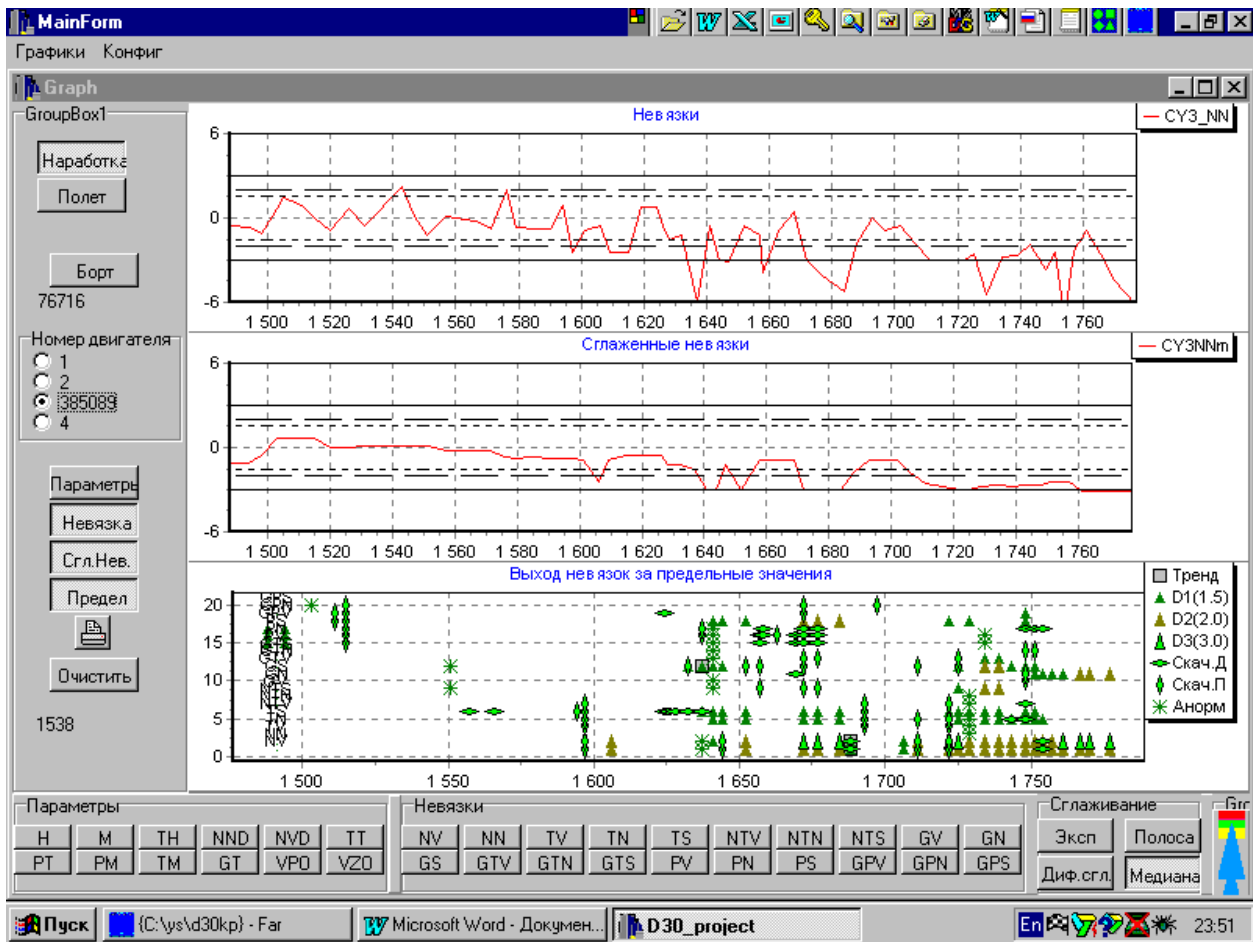 MainForm
Графики Конфиг
Graph
GroupBox1
Наработка
Полет
Борт
76716
Номер двигателя
1
2
385089
4
Параметры
Невязка
Сгл.Нев.
Предел
Очистить
1538
Невязки
CY3_NN
6
0
-6
1 500 1 520 1 540 1 560 1 580 1 600 1 620 1 640 1 660 1 680 1 700 1 720 1 740 1 760
Сглаженные невязки
CY3NNm
6
0
-6
1 500 1 520 1 540 1 560 1 580 1 600 1 620 1 640 1 660 1 680 1 700 1 720 1 740 1 760
Выход невязок за предельные значения
20
15
10
5
0
1 500 1 550 1 600 1 650 1 700 1 750
Тренд
D1(1.5)
D2(2.0)
D3(3.0)
Скач.Д
Скач.П
Анорм
Параметры
H M TH NND NVD TT
PT PM TM GT VPO VZO
Невязки
NV NN TV TN TS NTV NTN NTS GV GN
GS GTV GTN GTS PV PN PS GPV GPN GPS
Сглаживание
Эксп Полоса
Диф.сгл. Медиана
Gro
Пуск {C:\ys\d30kp} - Far Microsoft Word - Докумен... D30_project En 23:51